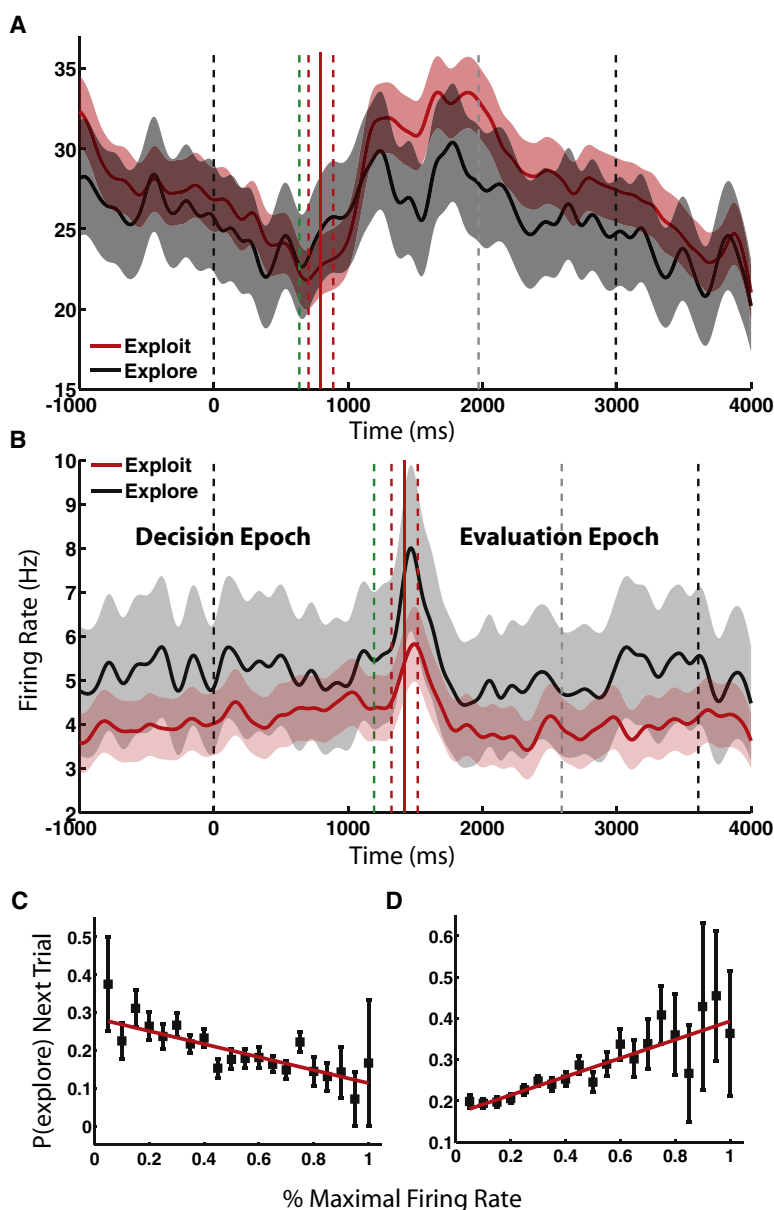 A
35
30
25
20
15
Exploit
Explore
-1000 0 1000 2000 3000 4000
Time (ms)
B
Exploit
Explore
10
9
8
7
6
5
4
3
2
Firing Rate (Hz)
Decision Epoch
Evaluation Epoch
-1000 0 1000 2000 3000 4000
Time (ms)
C
0.5
0.4
0.3
0.2
0.1
0
P(explore) Next Trial
0 0.2 0.4 0.6 0.8 1
D
0.6
0.5
0.4
0.3
0.2
0.1
0 0.2 0.4 0.6 0.8 1
% Maximal Firing Rate